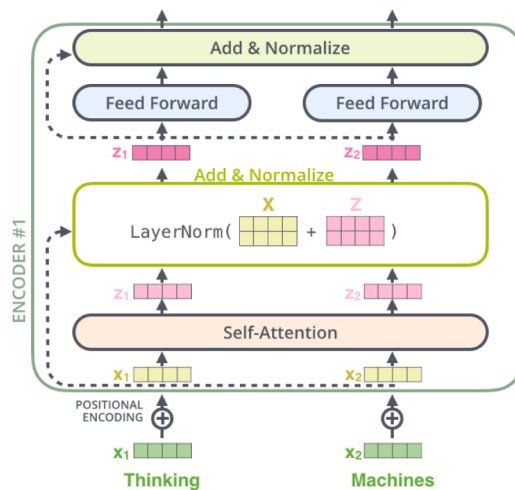 Add & Normalize
Feed Forward Feed Forward
z1 z2
Add & Normalize
X Z
LayerNorm( + )
z1 z2
Self-Attention
x1 x2
POSITIONAL
ENCODING
x1 x2
Thinking Machines
ENCODER #1